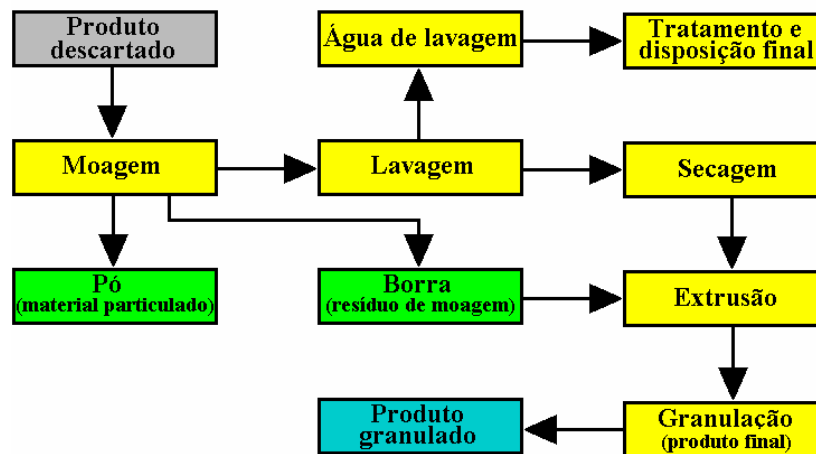 Produto
descartado
Água de lavagem
Tratamento e
disposição final
Moagem
Lavagem
Secagem
Pó
(material particulado)
Borra
(resíduo de moagem)
Extrusão
Produto
granulado
Granulação
(produto final)